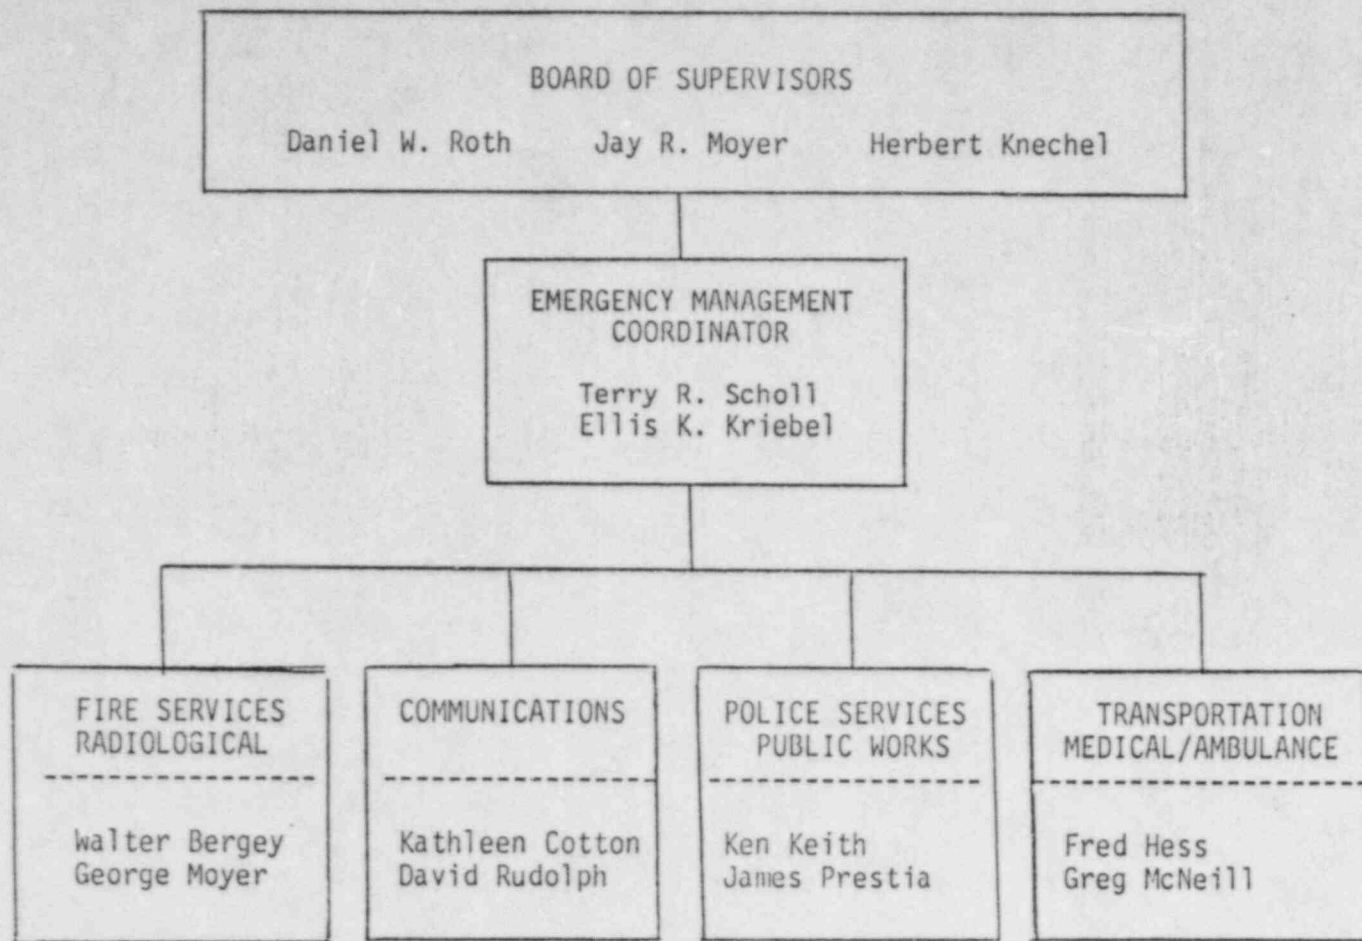 BOARD OF SUPERVISORS
Daniel W. Roth Jay R. Moyer Herbert Knechel
EMERGENCY MANAGEMENT
COORDINATOR
Terry R. Scholl
Ellis K. Kriebel
FIRE SERVICES
RADIOLOGICAL
Walter Bergey
George Moyer
COMMUNICATIONS
Kathleen Cotton
David Rudolph
POLICE SERVICES
PUBLIC WORKS
Ken Keith
James Prestia
TRANSPORTATION
MEDICAL/AMBULANCE
Fred Hess
Greg McNeill